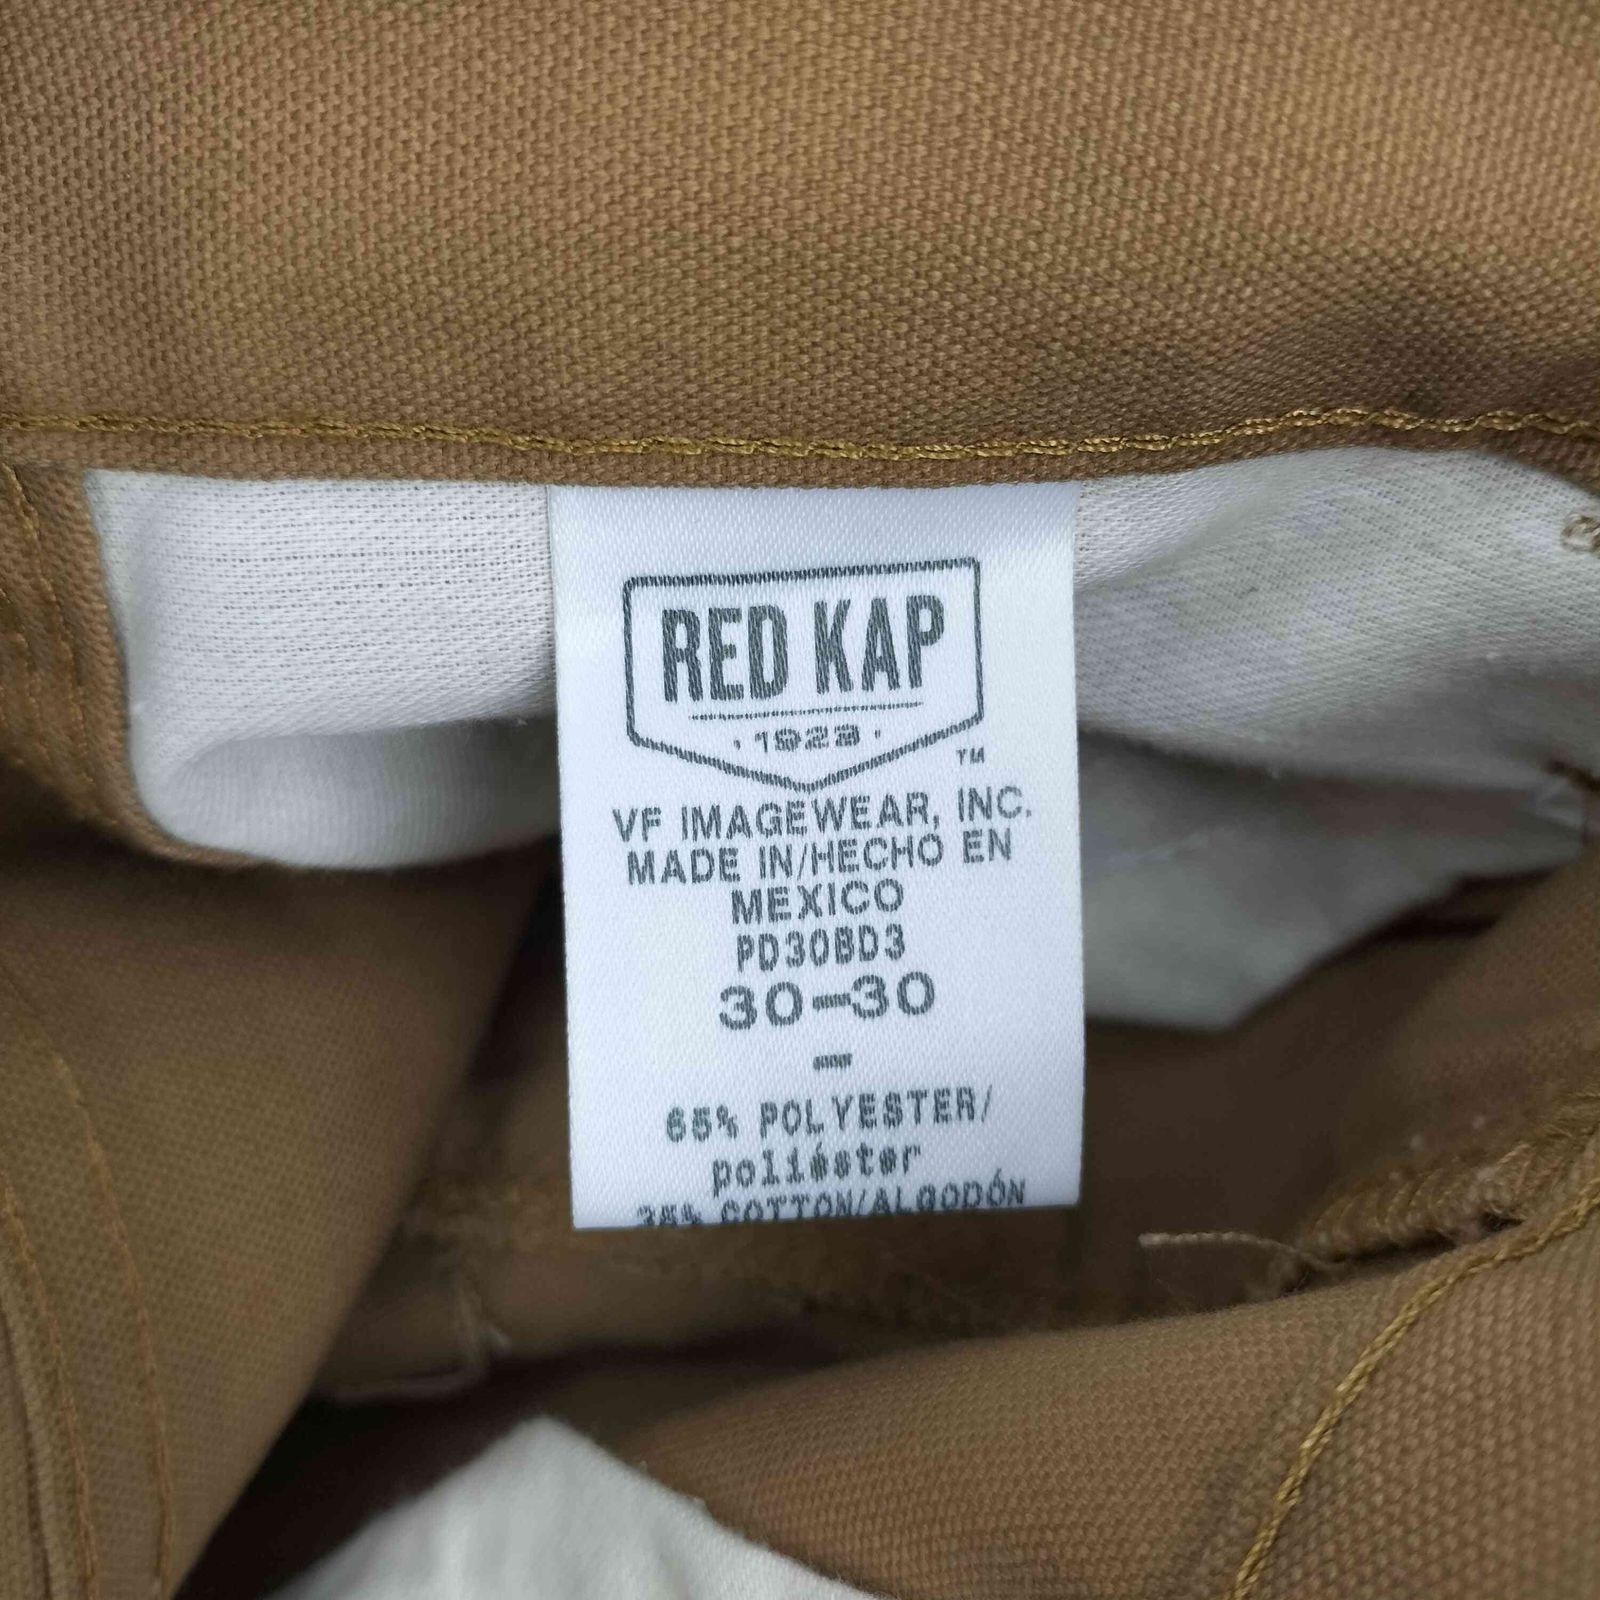 RED KAP
· 1923 ·
TM
VF IMAGEWEAR, INC.
MADE IN/HECHO EN
MEXICO
PD30BD3
30-30
-
65% POLYESTER/
poliéster
35% COTTON/ALGODÓN